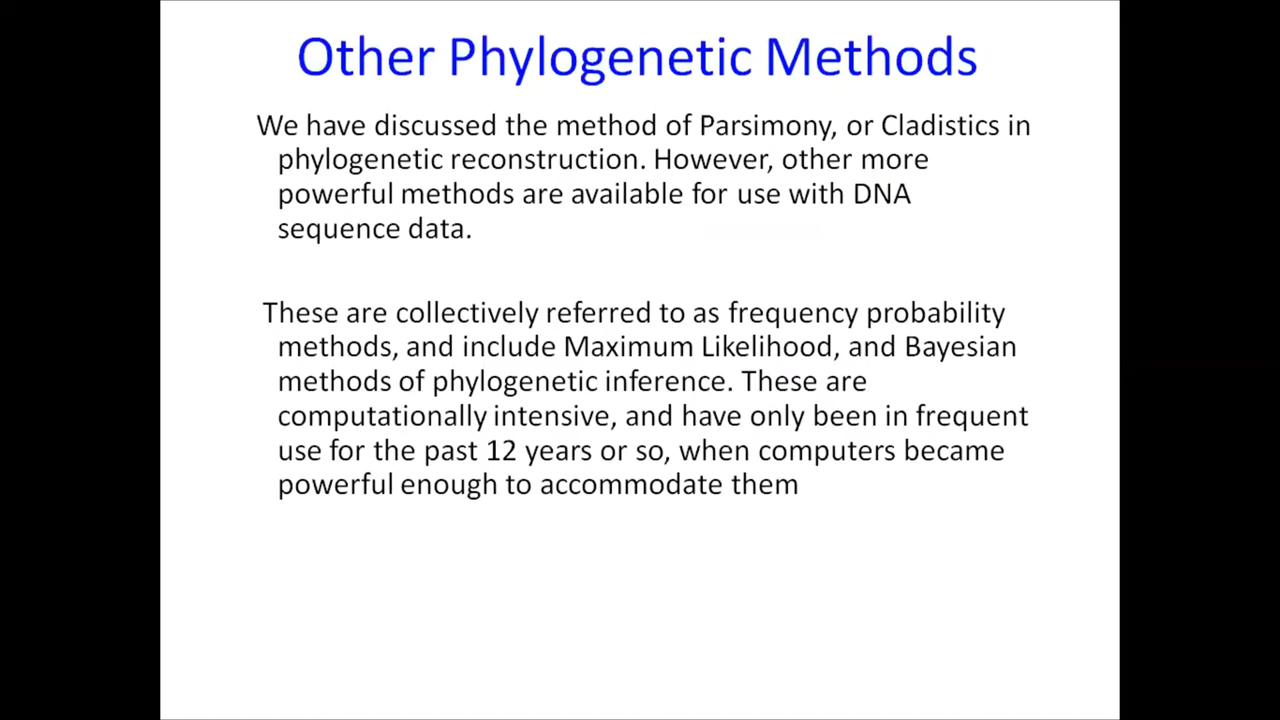 Other Phylogenetic Methods
We have discussed the method of Parsimony, or Cladistics in
phylogenetic reconstruction. However, other more
powerful methods are available for use with DNA
sequence data.
These are collectively referred to as frequency probability
methods, and include Maximum Likelihood, and Bayesian
methods of phylogenetic inference. These are
computationally intensive, and have only been in frequent
use for the past 12 years or so, when computers became
powerful enough to accommodate them